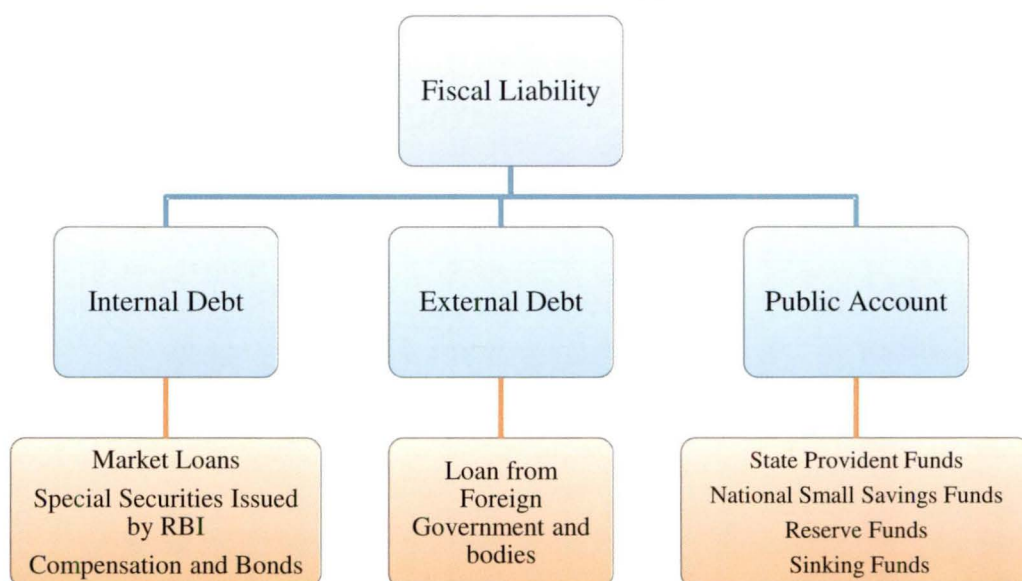 Fiscal Liability
Internal Debt
External Debt
Public Account
Market Loans
Special Securities Issued
by RBI
Compensation and Bonds
Loan from
Foreign
Government and
bodies
State Provident Funds
National Small Savings Funds
Reserve Funds
Sinking Funds